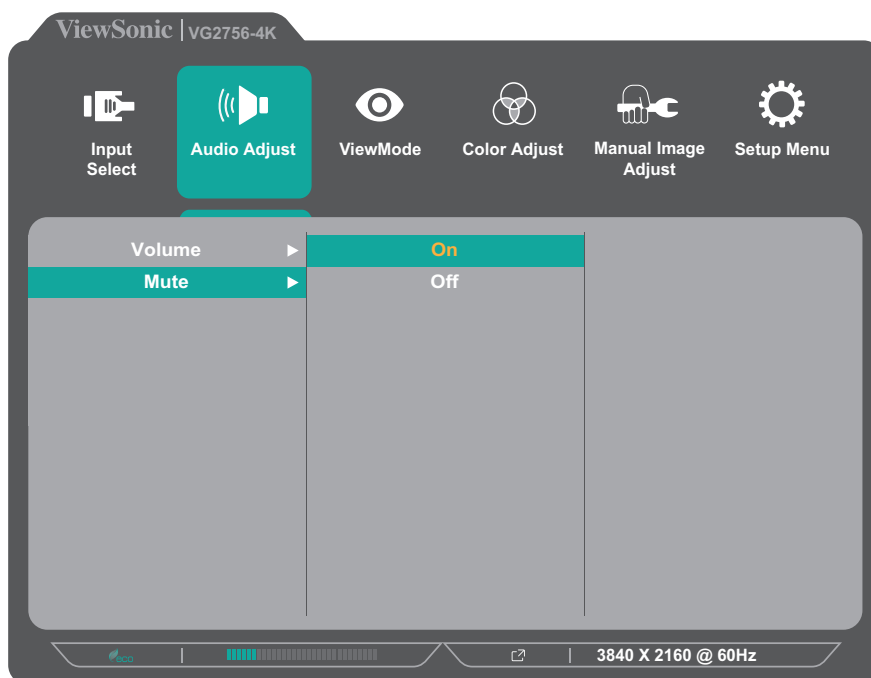 ViewSonic | VG2756-4K
Input
Select
Audio Adjust
ViewMode
Color Adjust
Manual Image
Adjust
Setup Menu
Volume
On
Mute
Off
eco
3840 X 2160 @ 60Hz